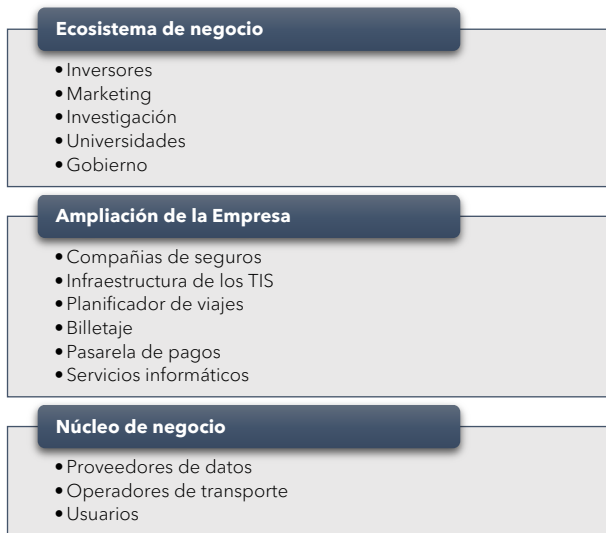 Ecosistema de negocio
• Inversores
• Marketing
• Investigación
• Universidades
• Gobierno
Ampliación de la Empresa
• Compañias de seguros
• Infraestructura de los TIS
• Planificador de viajes
• Billetaje
• Pasarela de pagos
• Servicios informáticos
Núcleo de negocio
• Proveedores de datos
• Operadores de transporte
• Usuarios